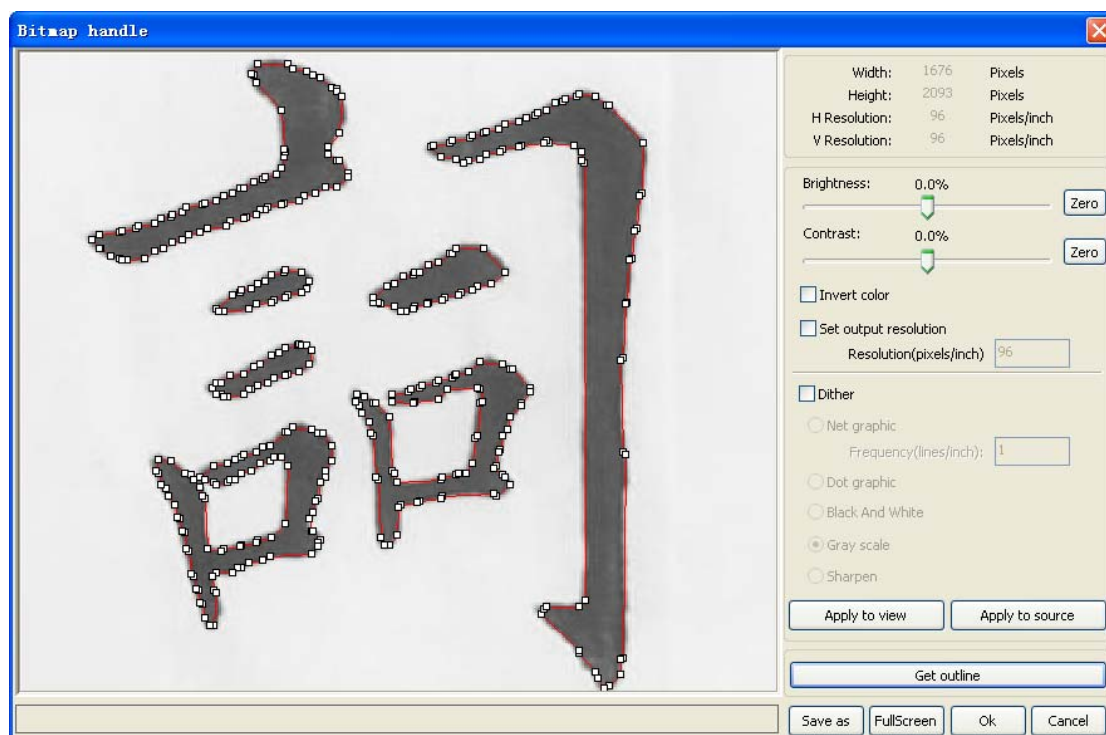 Bitmap handle
詞
Width: 1676 Pixels
Height: 2093 Pixels
H Resolution: 96 Pixels/inch
V Resolution: 96 Pixels/inch
Brightness: 0.0%
Zero
Contrast: 0.0%
Zero
Invert color
Set output resolution
Resolution(pixels/inch) 96
Dither
Net graphic
Frequency(lines/inch): 1
Dot graphic
Black And White
Gray scale
Sharpen
Apply to view Apply to source
Get outline
Save as FullScreen Ok Cancel